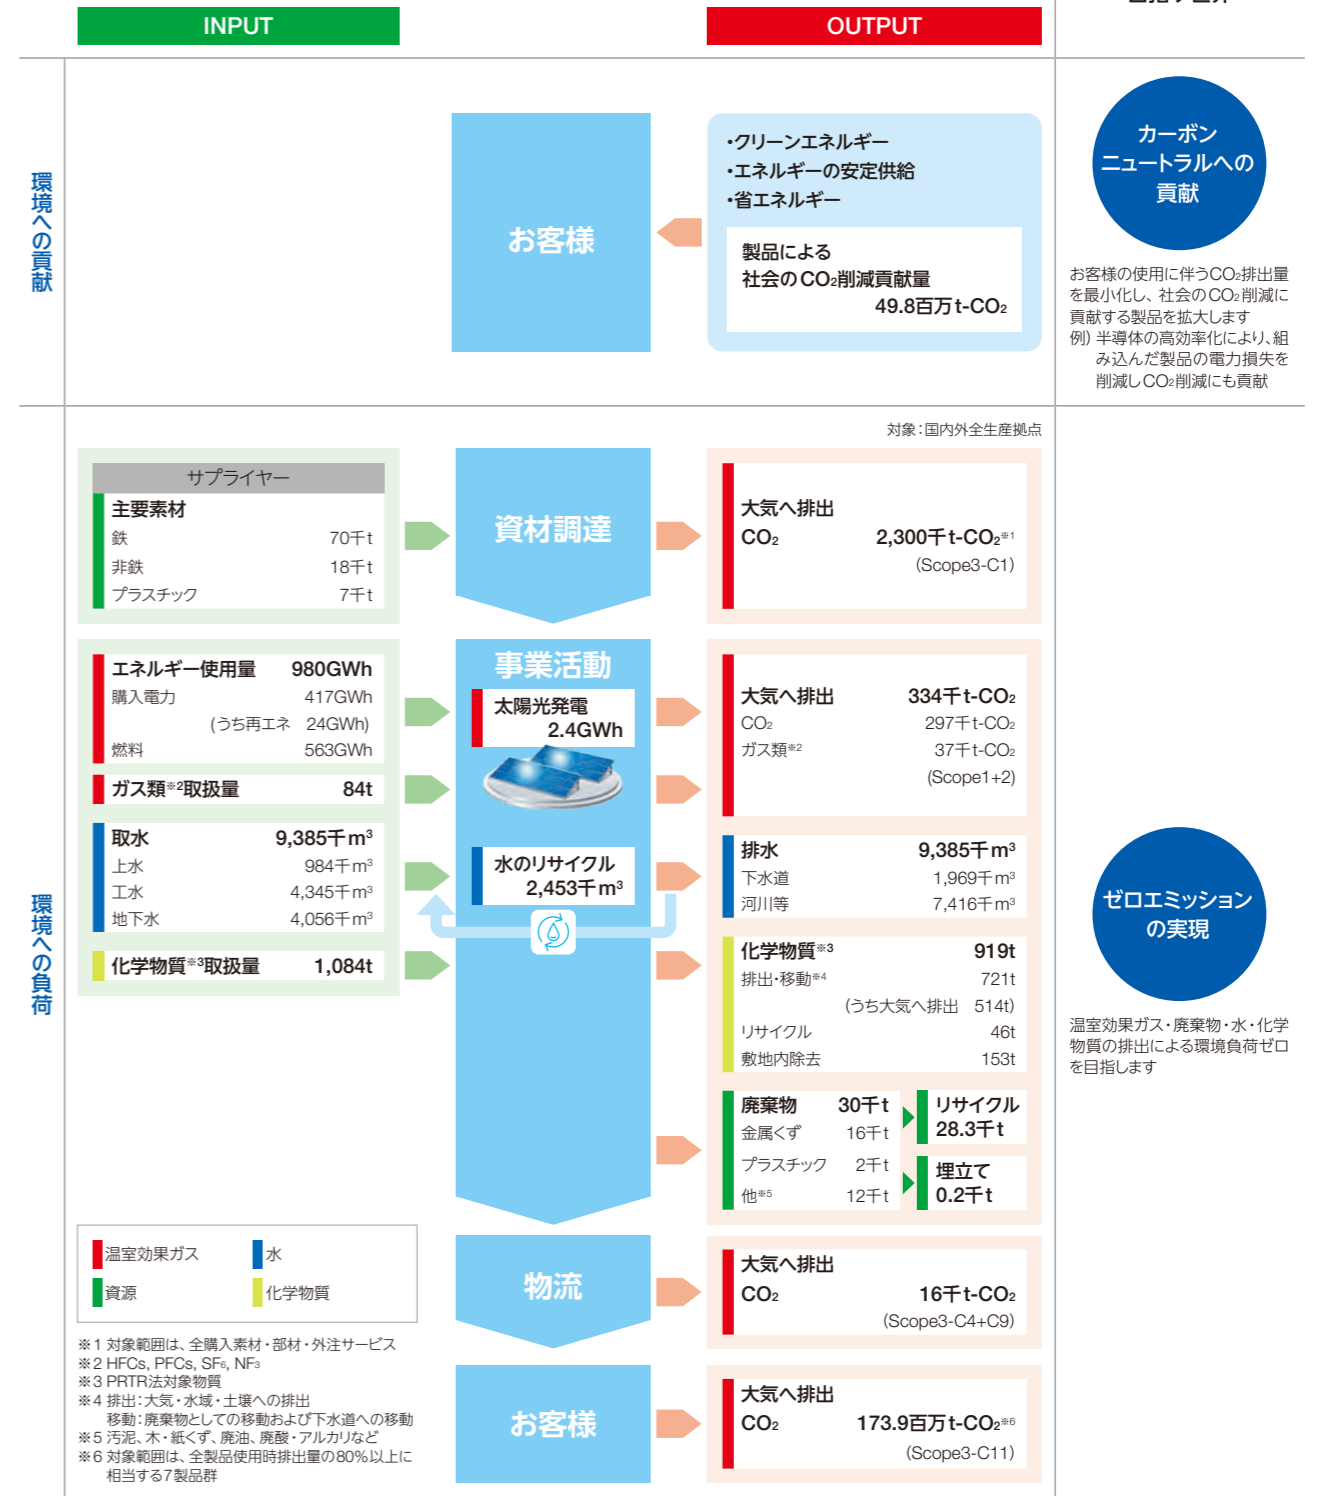 INPUT
OUTPUT
環境への貢献
お客様
・クリーンエネルギー
・エネルギーの安定供給
・省エネルギー
製品による
社会のCO₂削減貢献量
49.8百万t-CO₂
カーボン
ニュートラルへの
貢献
お客様の使用に伴うCO₂排出量
を最小化し、社会のCO₂削減に
貢献する製品を拡大します
例) 半導体の高効率化により、組
み込んだ製品の電力損失を
削減しCO₂削減にも貢献
環境への負荷
対象：国内外全生産拠点
サプライヤー
主要素材
鉄 70千t
非鉄 18千t
プラスチック 7千t
資材調達
大気へ排出
CO₂ 2,300千t-CO₂※1
(Scope3-C1)
エネルギー使用量 980GWh
購入電力 417GWh
(うち再エネ 24GWh)
燃料 563GWh
ガス類※2取扱量 84t
取水 9,385千m³
上水 984千m³
工水 4,345千m³
地下水 4,056千m³
化学物質※3取扱量 1,084t
事業活動
太陽光発電
2.4GWh
水のリサイクル
2,453千m³
大気へ排出 334千t-CO₂
CO₂ 297千t-CO₂
ガス類※2 37千t-CO₂
(Scope1+2)
排水 9,385千m³
下水道 1,969千m³
河川等 7,416千m³
化学物質※3 919t
排出・移動※4 721t
(うち大気へ排出 514t)
リサイクル 46t
敷地内除去 153t
廃棄物 30千t
金属くず 16千t
プラスチック 2千t
他※5 12千t
リサイクル
28.3千t
埋立て
0.2千t
ゼロエミッション
の実現
温室効果ガス・廃棄物・水・化学
物質の排出による環境負荷ゼロ
を目指します
物流
大気へ排出
CO₂ 16千t-CO₂
(Scope3-C4+C9)
お客様
大気へ排出
CO₂ 173.9百万t-CO₂※6
(Scope3-C11)
温室効果ガス
水
資源
化学物質
※1 対象範囲は、全購入素材・部材・外注サービス
※2 HFCs, PFCs, SF₆, NF₃
※3 PRTR法対象物質
※4 排出：大気・水域・土壌への排出
移動：廃棄物としての移動および下水道への移動
※5 汚泥、木・紙くず、廃油、廃酸・アルカリなど
※6 対象範囲は、全製品使用時排出量の80%以上に
相当する7製品群